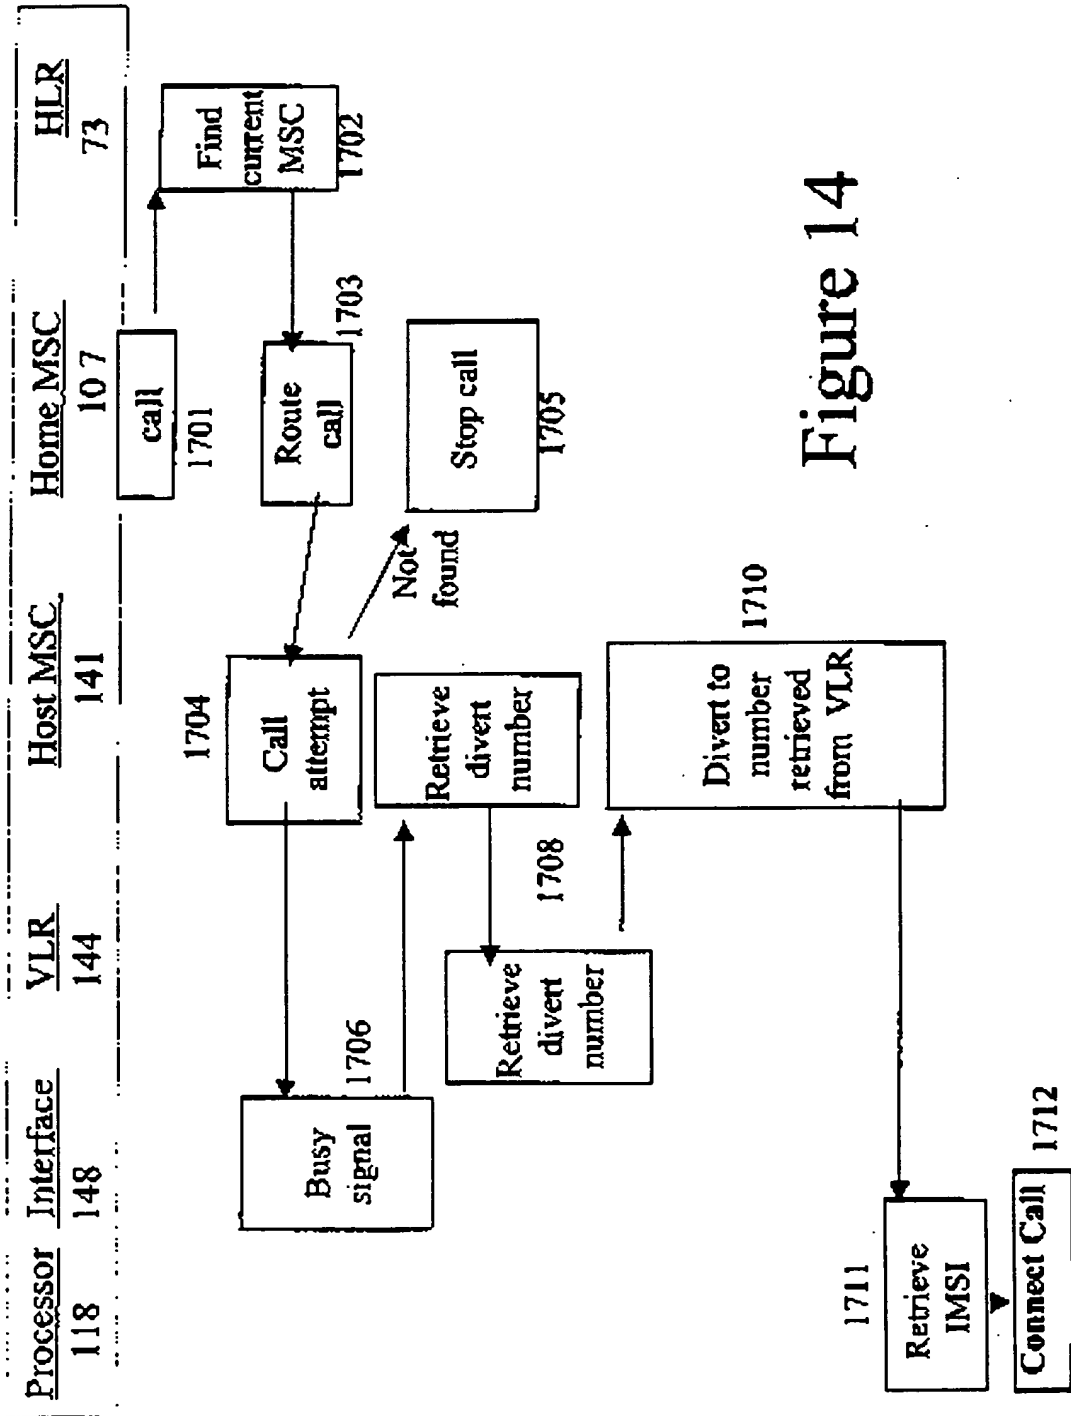 Processor
118
Interface
148
VLR
144
Host MSC
141
Home MSC
107
HLR
73
call
1701
Find
current
MSC
1702
Route
call
1703
1704
Call
attempt
Not
found
Stop call
1705
Busy
signal
1706
Retrieve
divert
number
1708
Retrieve
divert
number
Divert to
number
retrieved
from VLR
1710
1711
Retrieve
IMSI
Connect Call
1712
Figure 14